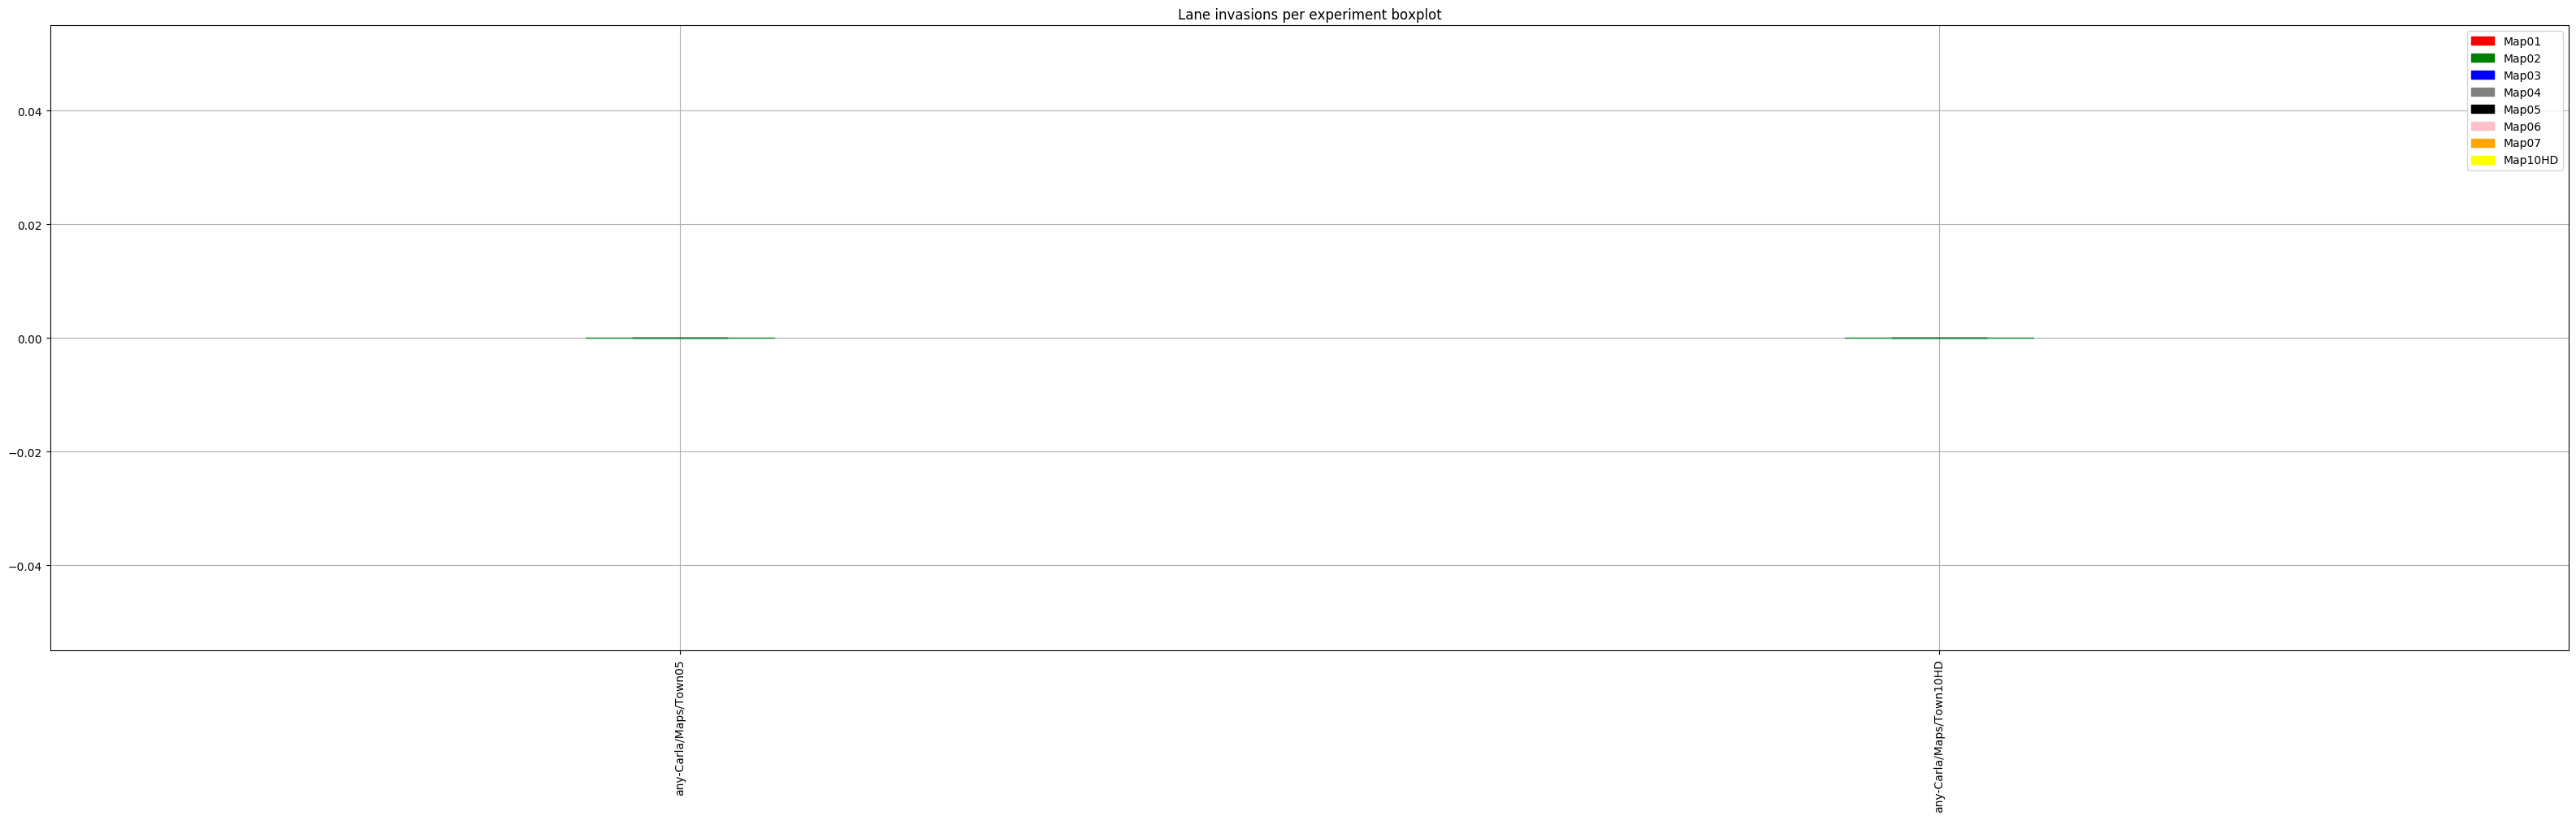 Lane invasions per experiment boxplot
Map01
Map02
Map03
Map04
Map05
Map06
Map07
Map10HD
0.04
0.02
0.00
−0.02
−0.04
any-Carla/Maps/Town05
any-Carla/Maps/Town10HD